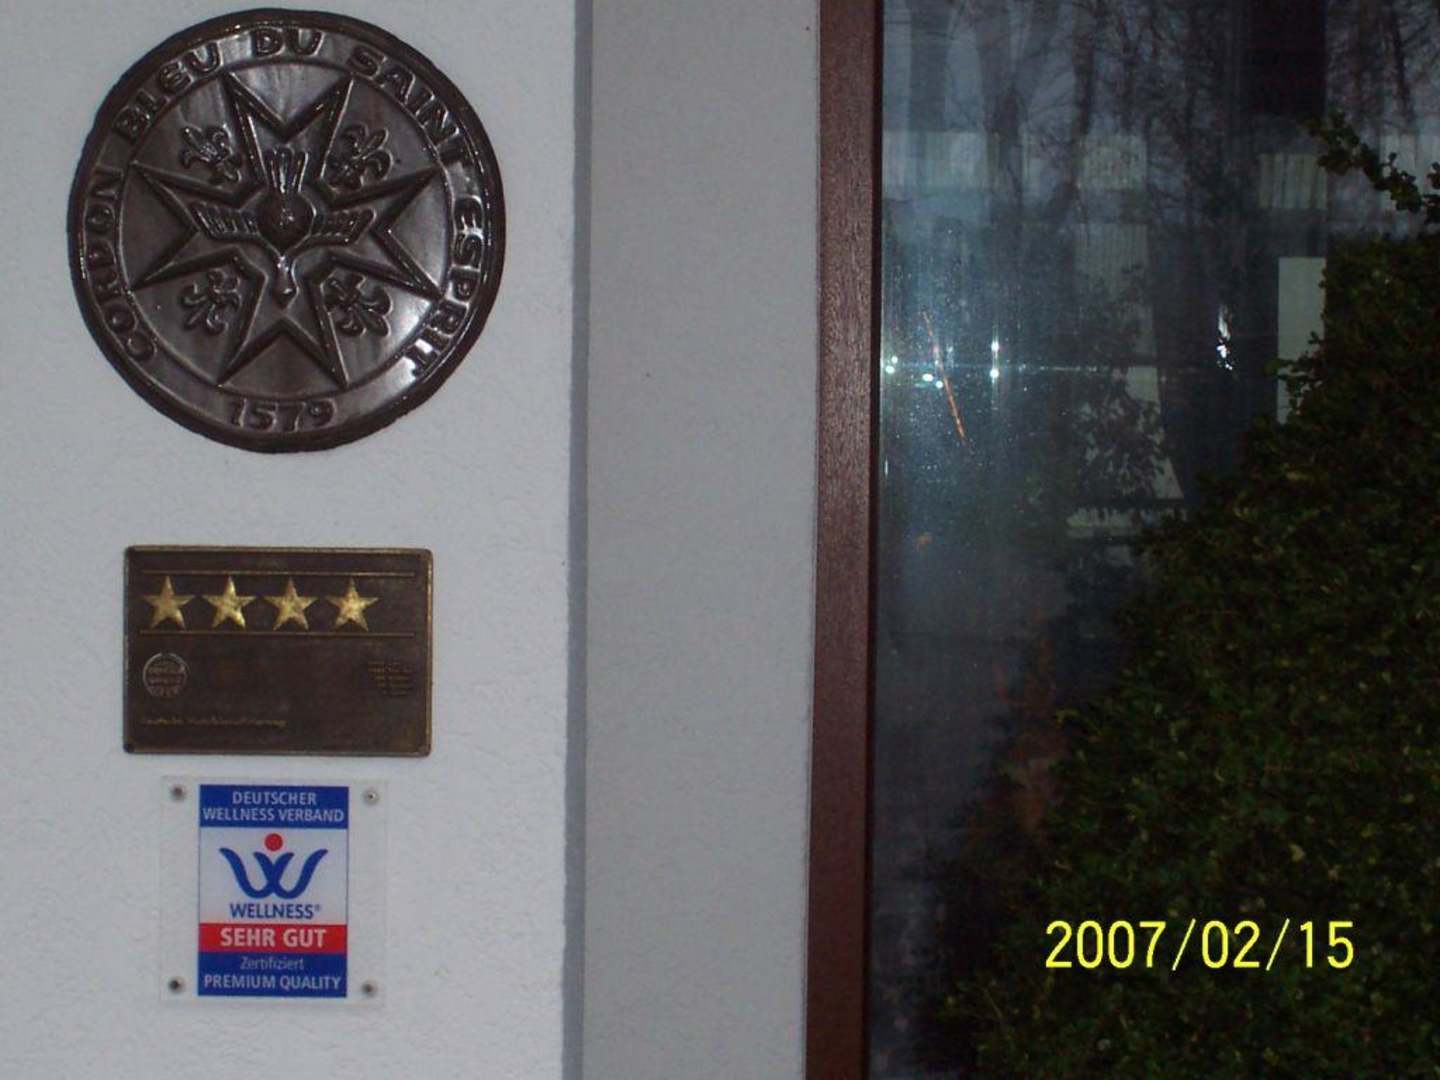 CORDON BLEU DU SAINT ESPRIT
1579
DEUTSCHER
WELLNESS VERBAND
WELLNESS®
SEHR GUT
Zertifiziert
PREMIUM QUALITY
2007/02/15